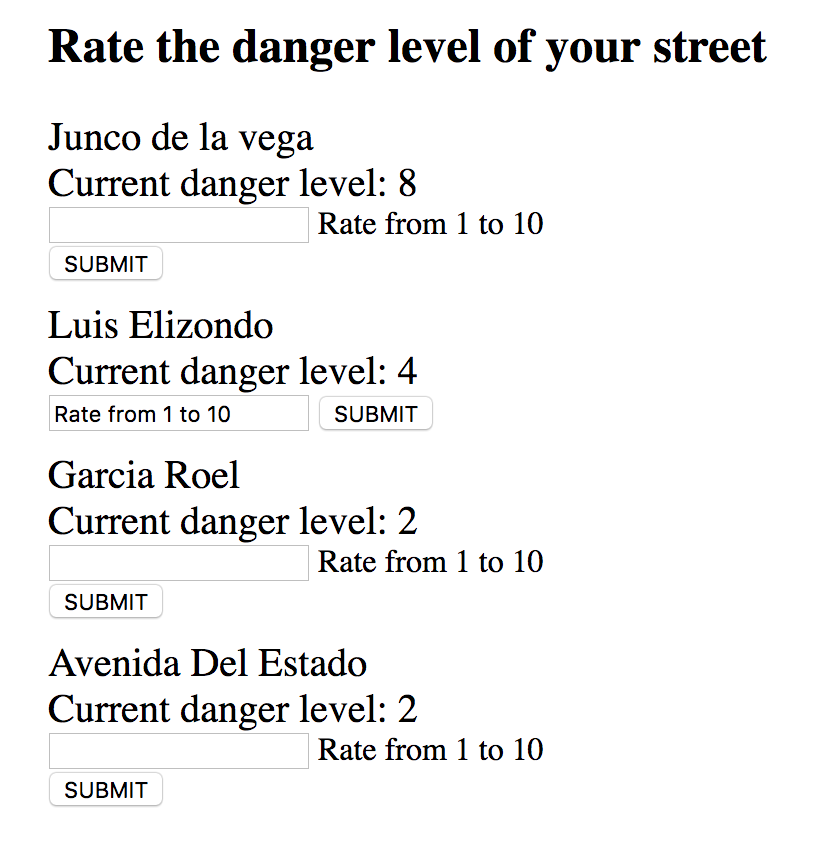 Rate the danger level of your street
Junco de la vega
Current danger level: 8
Rate from 1 to 10
SUBMIT
Luis Elizondo
Current danger level: 4
Rate from 1 to 10 SUBMIT
Garcia Roel
Current danger level: 2
Rate from 1 to 10
SUBMIT
Avenida Del Estado
Current danger level: 2
Rate from 1 to 10
SUBMIT